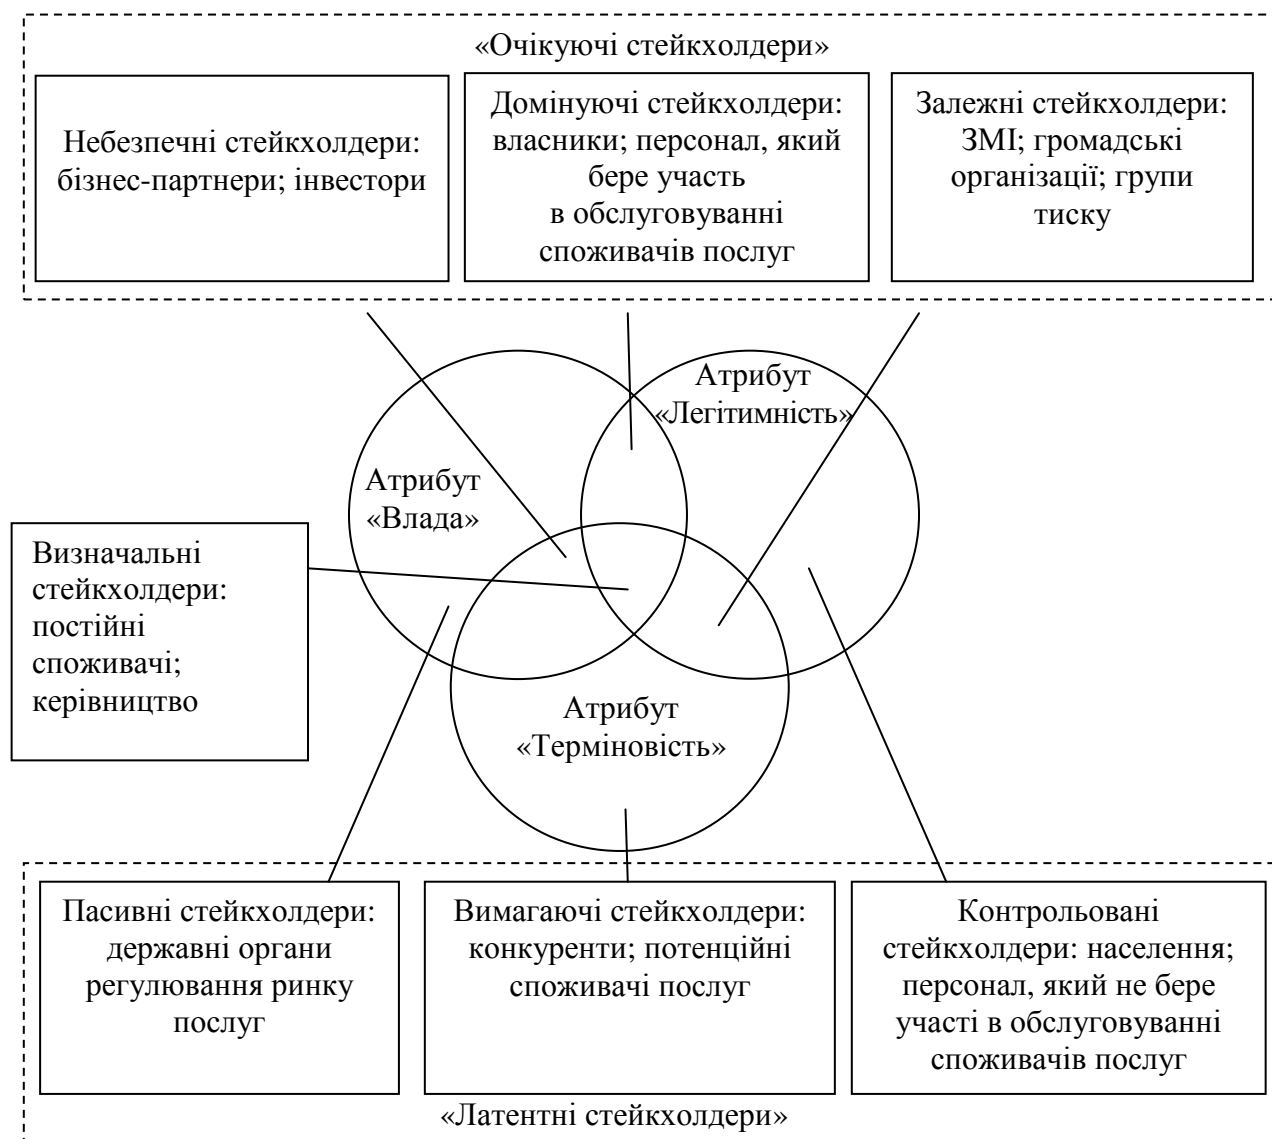 «Очікуючі стейкхолдери»
Небезпечні стейкхолдери:
бізнес-партнери; інвестори
Домінуючі стейкхолдери:
власники; персонал, який
бере участь
в обслуговуванні
споживачів послуг
Залежні стейкхолдери:
ЗМІ; громадські
організації; групи
тиску
Атрибут
«Легітимність»
Атрибут
«Влада»
Визначальні
стейкхолдери:
постійні
споживачі;
керівництво
Атрибут
«Терміновість»
Пасивні стейкхолдери:
державні органи
регулювання ринку
послуг
Вимагаючі стейкхолдери:
конкуренти; потенційні
споживачі послуг
Контрольовані
стейкхолдери: населення;
персонал, який не бере
участі в обслуговуванні
споживачів послуг
«Латентні стейкхолдери»